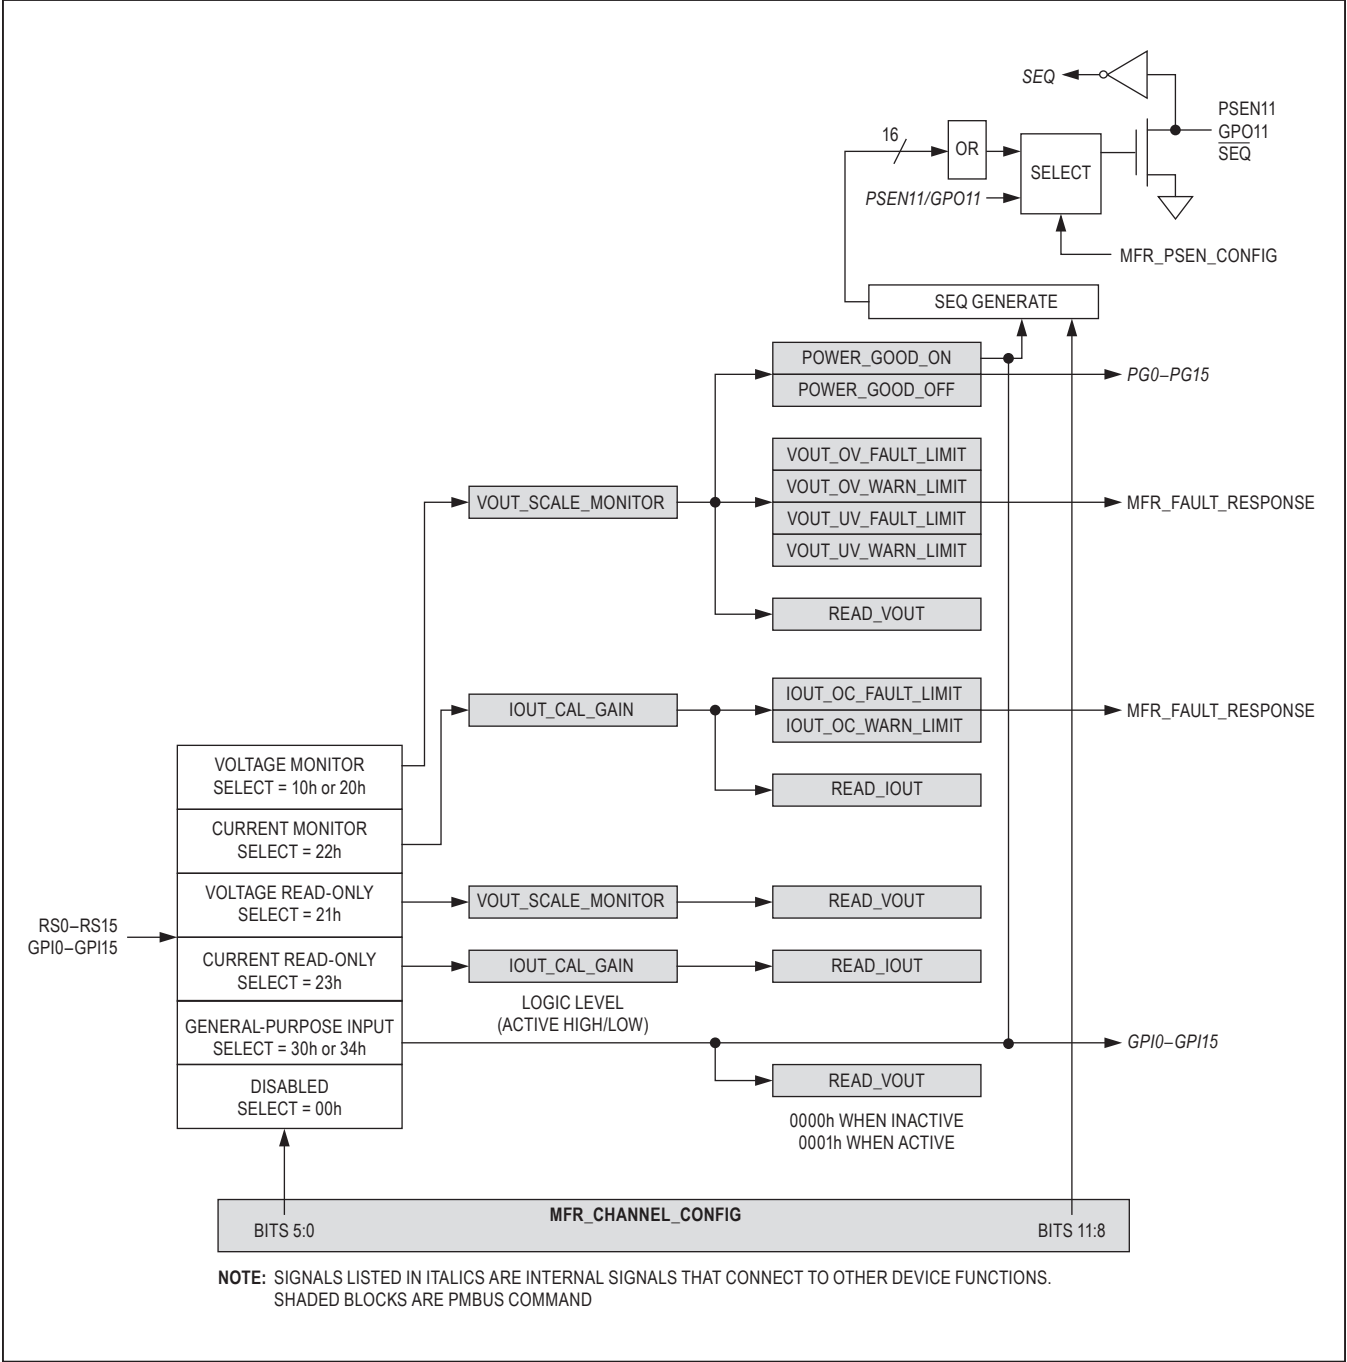 SEQ
PSEN11
GPO11
SEQ
16
OR
SELECT
PSEN11/GPO11
MFR_PSEN_CONFIG
SEQ GENERATE
POWER_GOOD_ON
POWER_GOOD_OFF
PG0–PG15
VOUT_OV_FAULT_LIMIT
VOUT_OV_WARN_LIMIT
VOUT_UV_FAULT_LIMIT
VOUT_UV_WARN_LIMIT
VOUT_SCALE_MONITOR
MFR_FAULT_RESPONSE
READ_VOUT
IOUT_OC_FAULT_LIMIT
IOUT_OC_WARN_LIMIT
IOUT_CAL_GAIN
MFR_FAULT_RESPONSE
READ_IOUT
VOLTAGE MONITOR
SELECT = 10h or 20h
CURRENT MONITOR
SELECT = 22h
VOLTAGE READ-ONLY
SELECT = 21h
VOUT_SCALE_MONITOR
READ_VOUT
RS0–RS15
GPI0–GPI15
CURRENT READ-ONLY
SELECT = 23h
IOUT_CAL_GAIN
READ_IOUT
LOGIC LEVEL
(ACTIVE HIGH/LOW)
GENERAL-PURPOSE INPUT
SELECT = 30h or 34h
GPI0–GPI15
READ_VOUT
0000h WHEN INACTIVE
0001h WHEN ACTIVE
DISABLED
SELECT = 00h
MFR_CHANNEL_CONFIG
BITS 5:0
BITS 11:8
NOTE: SIGNALS LISTED IN ITALICS ARE INTERNAL SIGNALS THAT CONNECT TO OTHER DEVICE FUNCTIONS.
SHADED BLOCKS ARE PMBUS COMMAND